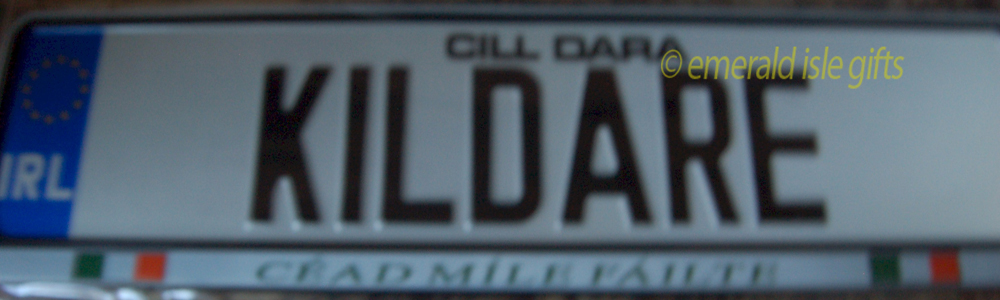 CILL DARA
© emerald isle gifts
KILDARE
IRL
CÉAD MÍLE FÁILTE